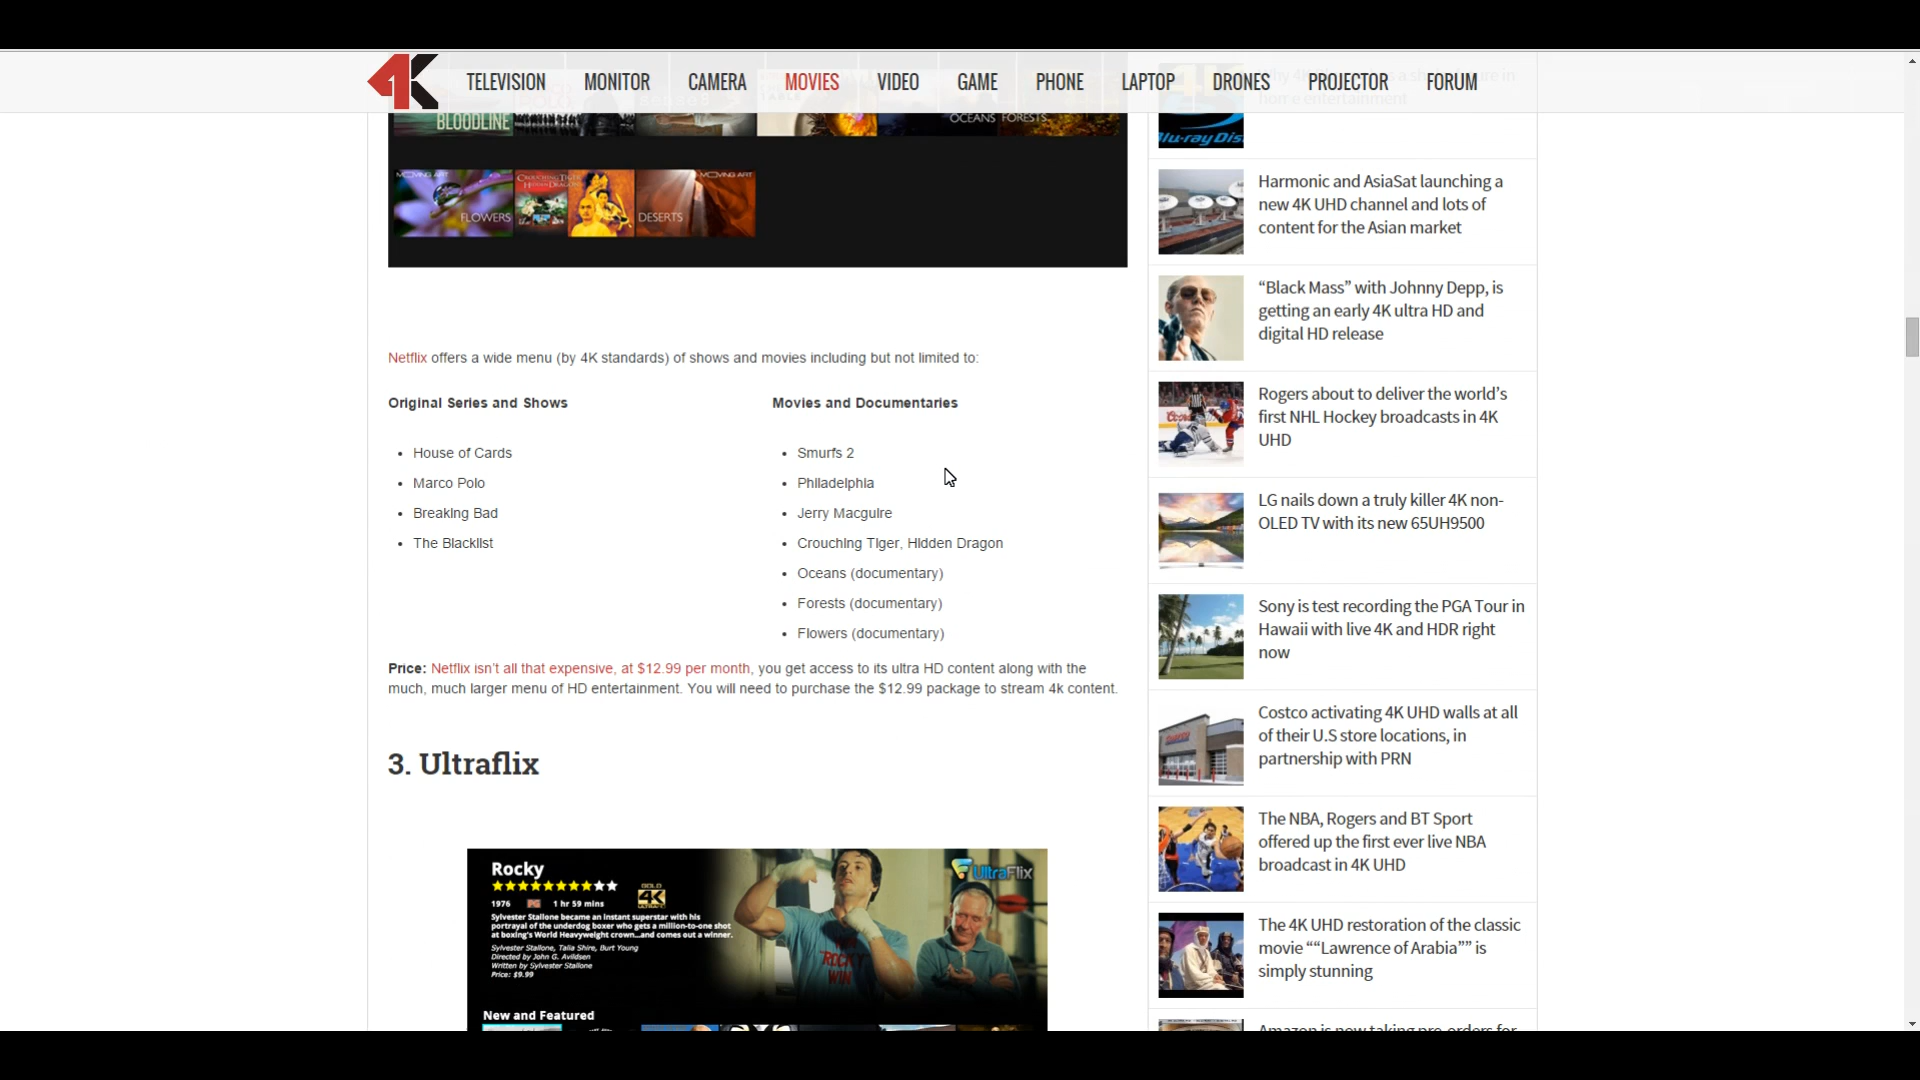 4K TELEVISION MONITOR CAMERA MOVIES VIDEO GAME PHONE LAPTOP DRONES PROJECTOR FORUM
BLOODLINE
OCEANS FORESTS
MOVING ART CROUCHING TIGER HIDDEN DRAGON MOVING ART
FLOWERS DESERTS
Netflix offers a wide menu (by 4K standards) of shows and movies including but not limited to:
Original Series and Shows
House of Cards
Marco Polo
Breaking Bad
The Blacklist
Movies and Documentaries
Smurfs 2
Philadelphia
Jerry Macguire
Crouching Tiger, Hidden Dragon
Oceans (documentary)
Forests (documentary)
Flowers (documentary)
Price: Netflix isn't all that expensive, at $12.99 per month, you get access to its ultra HD content along with the
much, much larger menu of HD entertainment. You will need to purchase the $12.99 package to stream 4k content.
3. Ultraflix
Rocky
UltraFlix
GOLD
4K
1976 PG 1 hr 59 mins
Sylvester Stallone became an instant superstar with his
portrayal of the underdog boxer who gets a million-to-one shot
at boxing's World Heavyweight crown...and comes out a winner.
Sylvester Stallone, Talia Shire, Burt Young
Directed by John G. Avildsen
Written by Sylvester Stallone
Price: $9.99
ROCKY
WIN
New and Featured
home entertainment
Blu-ray Dis
Harmonic and AsiaSat launching a
new 4K UHD channel and lots of
content for the Asian market
“Black Mass” with Johnny Depp, is
getting an early 4K ultra HD and
digital HD release
Rogers about to deliver the world’s
first NHL Hockey broadcasts in 4K
UHD
LG nails down a truly killer 4K non-
OLED TV with its new 65UH9500
Sony is test recording the PGA Tour in
Hawaii with live 4K and HDR right
now
Costco activating 4K UHD walls at all
of their U.S store locations, in
partnership with PRN
The NBA, Rogers and BT Sport
offered up the first ever live NBA
broadcast in 4K UHD
The 4K UHD restoration of the classic
movie ““Lawrence of Arabia”” is
simply stunning
Amazon is now taking pre-orders for